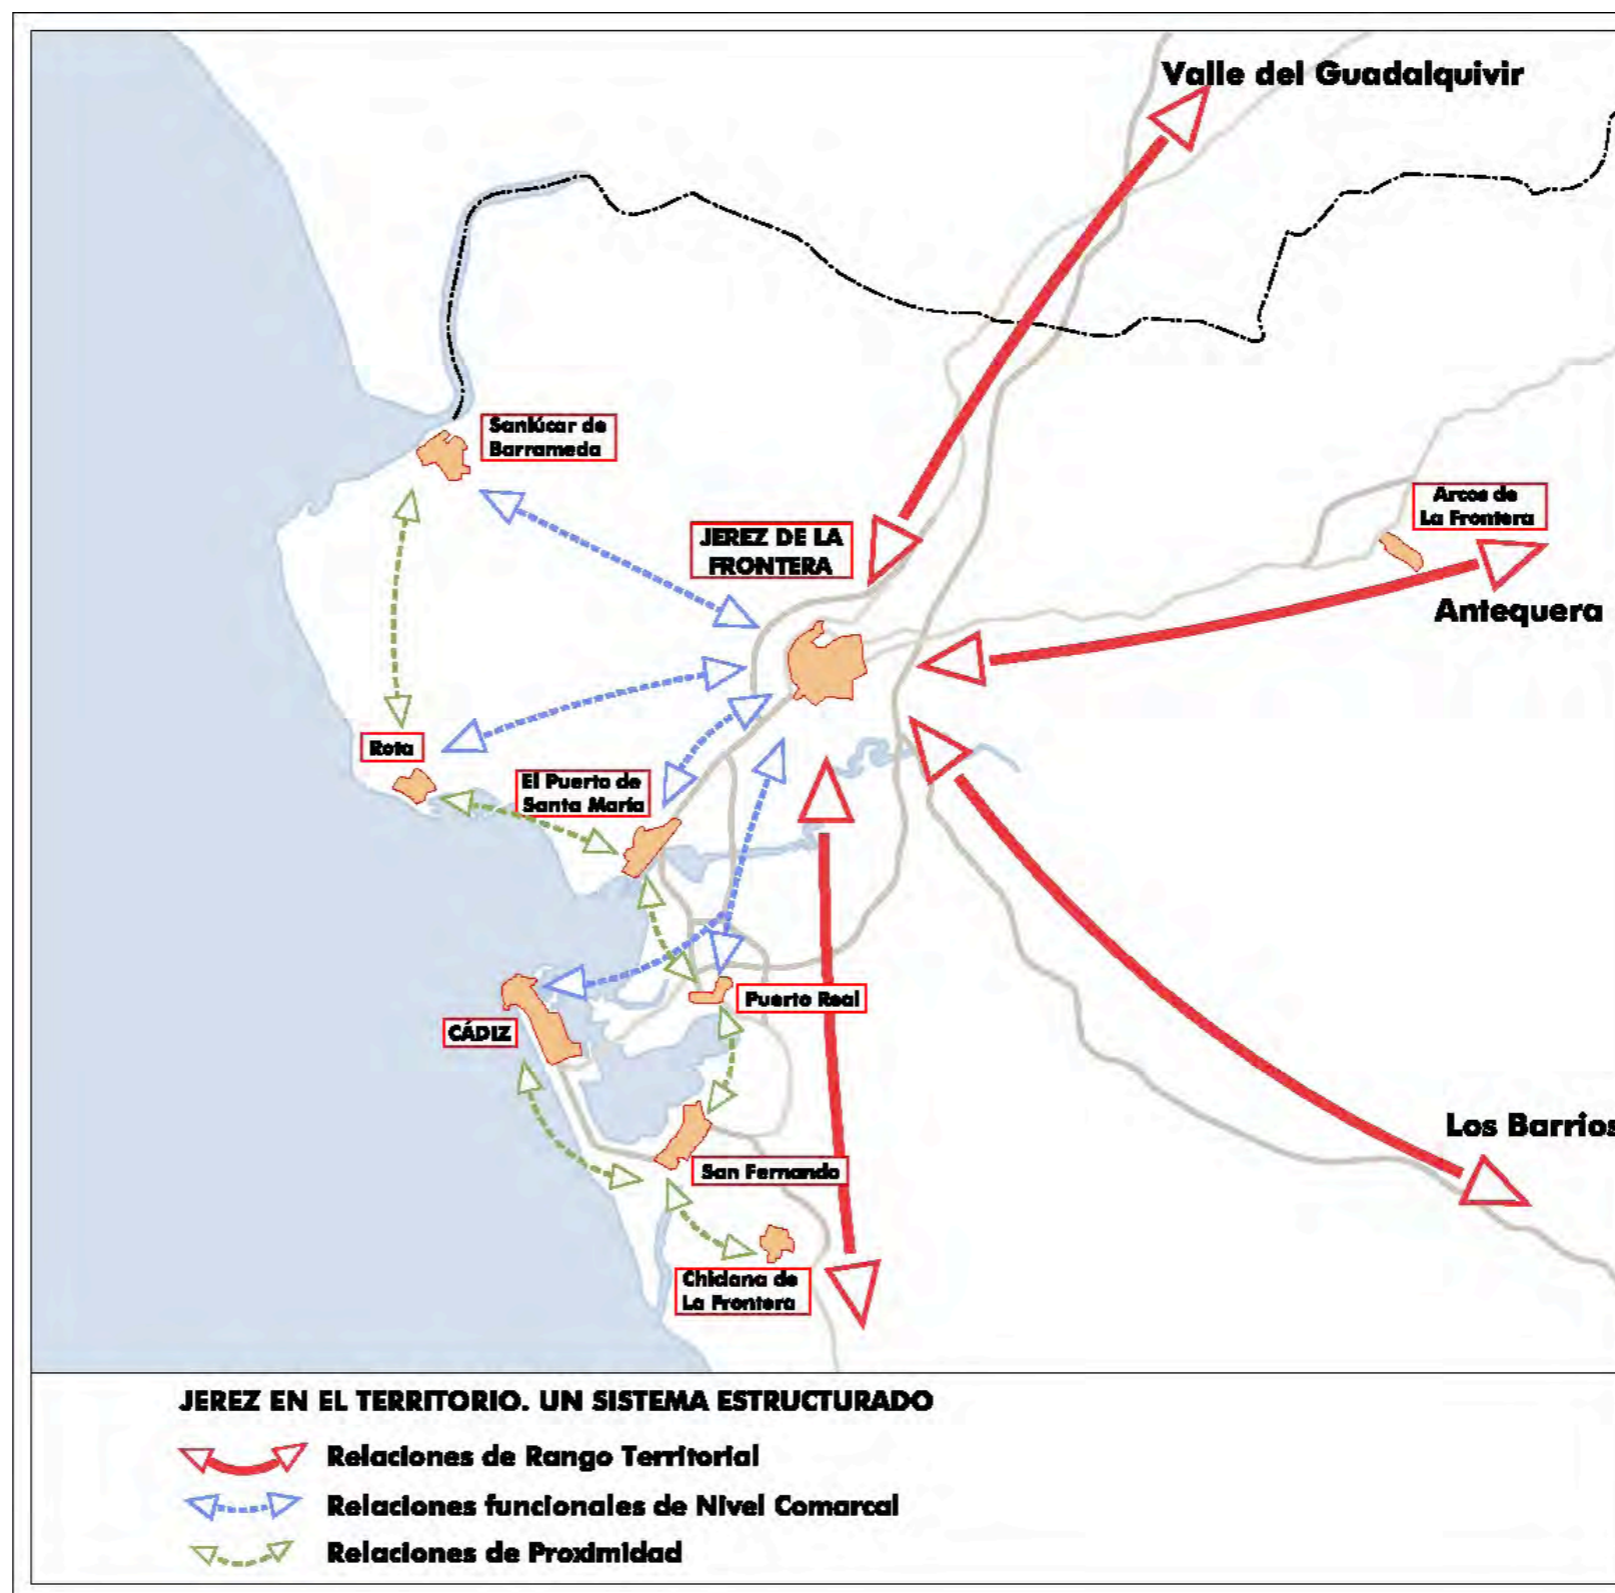 Valle del Guadalquivir
Sanlúcar de
Barrameda
Arcos de
La Frontera
JEREZ DE LA
FRONTERA
Antequera
Rota
El Puerto de
Santa María
Puerto Real
CÁDIZ
Los Barrios
San Fernando
Chiclana de
La Frontera
JEREZ EN EL TERRITORIO. UN SISTEMA ESTRUCTURADO
Relaciones de Rango Territorial
Relaciones funcionales de Nivel Comarcal
Relaciones de Proximidad